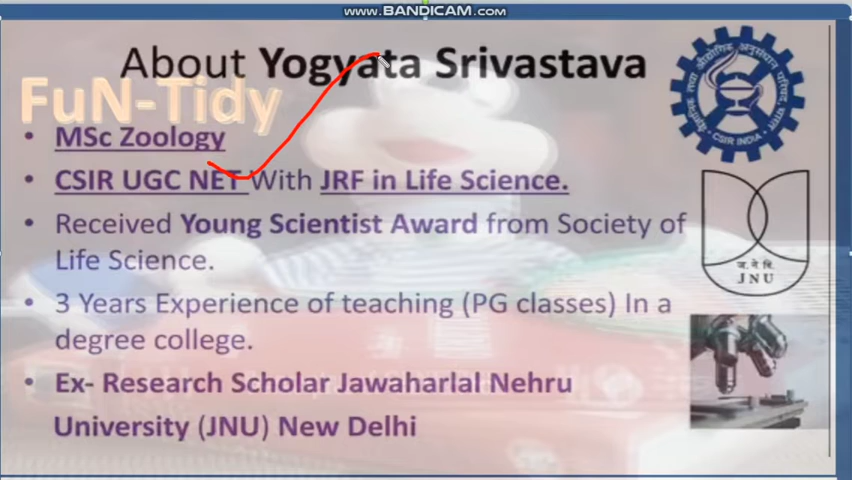 www.BANDICAM.com
About Yogyata Srivastava
FuN-Tidy
• MSc Zoology
• CSIR UGC NET With JRF in Life Science.
• Received Young Scientist Award from Society of
Life Science.
• 3 Years Experience of teaching (PG classes) In a
degree college.
• Ex- Research Scholar Jawaharlal Nehru
University (JNU) New Delhi
CSIR INDIA
ज.ने.वि.
JNU